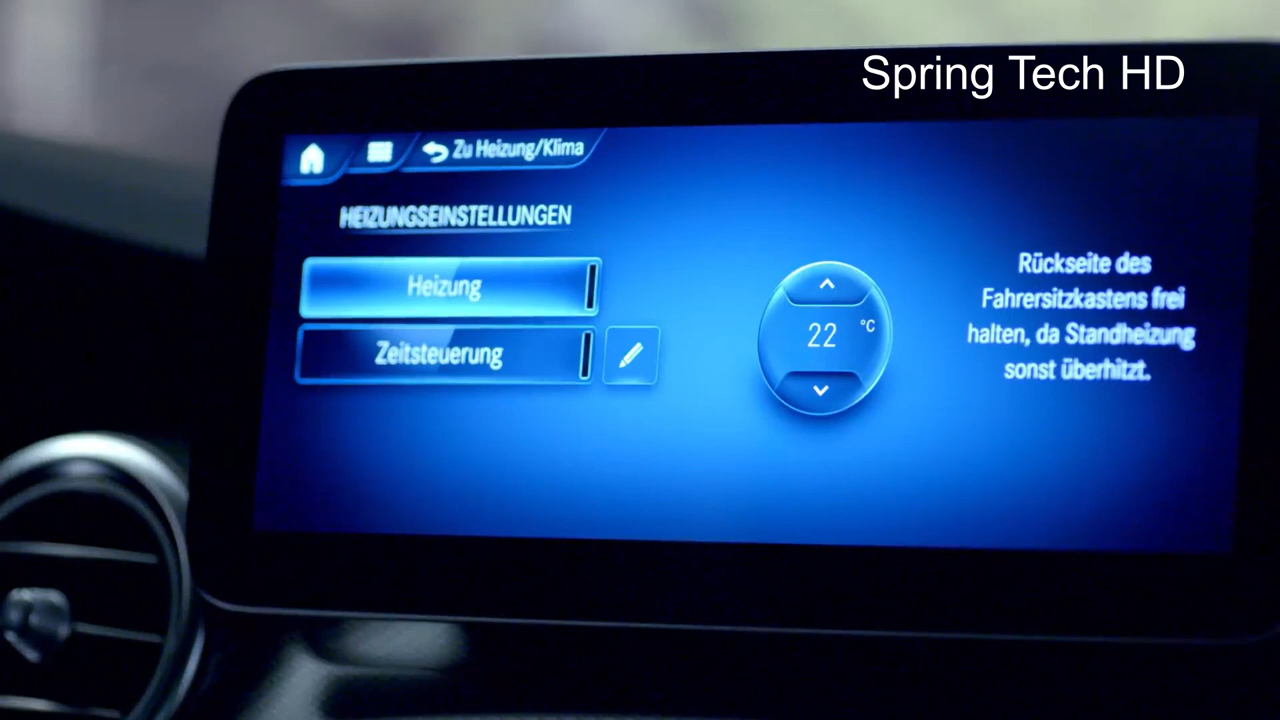 Spring Tech HD
Zu Heizung/Klima
HEIZUNGSEINSTELLUNGEN
Heizung
Zeitsteuerung
22 °C
Rückseite des
Fahrersitzkastens frei
halten, da Standheizung
sonst überhitzt.